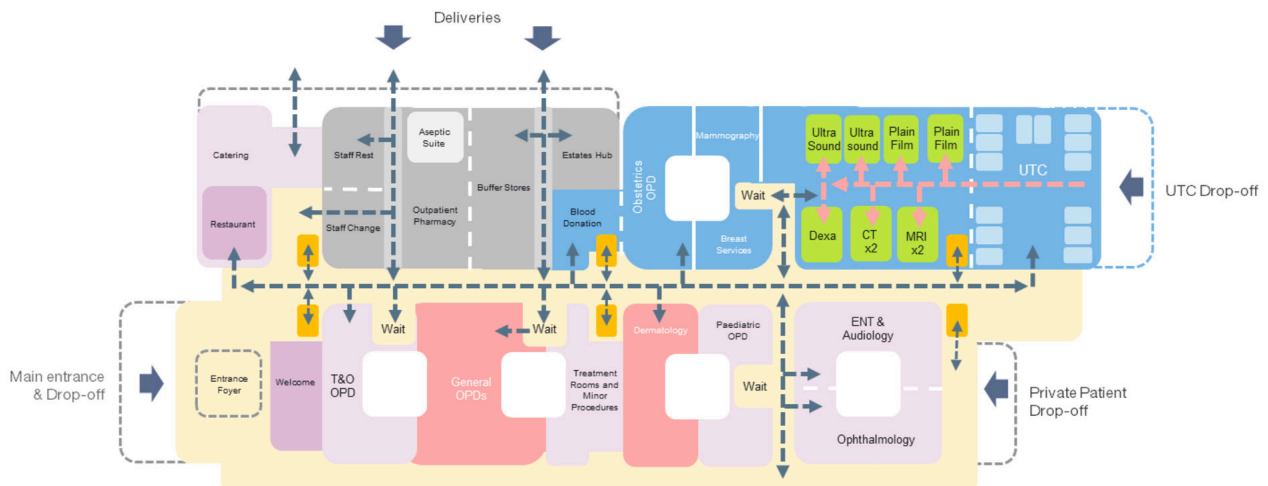 Deliveries
Catering
Restaurant
Staff Rest
Staff Change
Aseptic
Suite
Outpatient
Pharmacy
Buffer Stores
Estates Hub
Blood
Donation
Obstetrics
OPD
Mammography
Wait
Breast
Services
Ultra
Sound
Ultra
sound
Plain
Film
Plain
Film
Dexa
CT
x2
MRI
x2
UTC
UTC Drop-off
Main entrance
& Drop-off
Entrance
Foyer
Welcome
T&O
OPD
Wait
General
OPDs
Wait
Treatment
Rooms and
Minor
Procedures
Dermatology
Paediatric
OPD
Wait
ENT &
Audiology
Ophthalmology
Private Patient
Drop-off